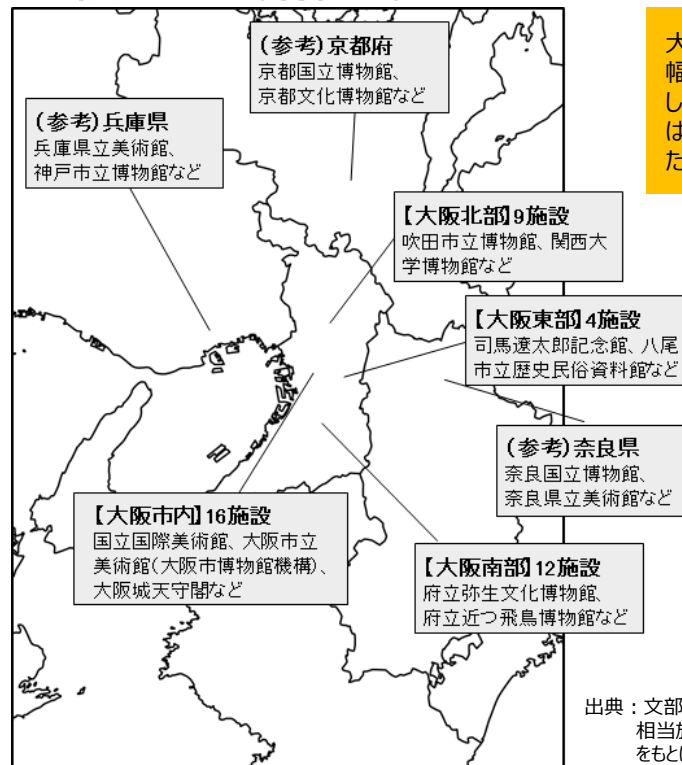 (参考)京都府
京都国立博物館、
京都文化博物館など
(参考)兵庫県
兵庫県立美術館、
神戸市立博物館など
【大阪北部】9施設
吹田市立博物館、関西大
学博物館など
【大阪東部】4施設
司馬遼太郎記念館、八尾
市立歴史民俗資料館など
(参考)奈良県
奈良国立博物館、
奈良県立美術館など
【大阪市内】16施設
国立国際美術館、大阪市立
美術館(大阪市博物館機構)、
大阪城天守閣など
【大阪南部】12施設
府立弥生文化博物館、
府立近つ飛鳥博物館など
大
幅
し
は
た
出典：文部
相当施
をもと